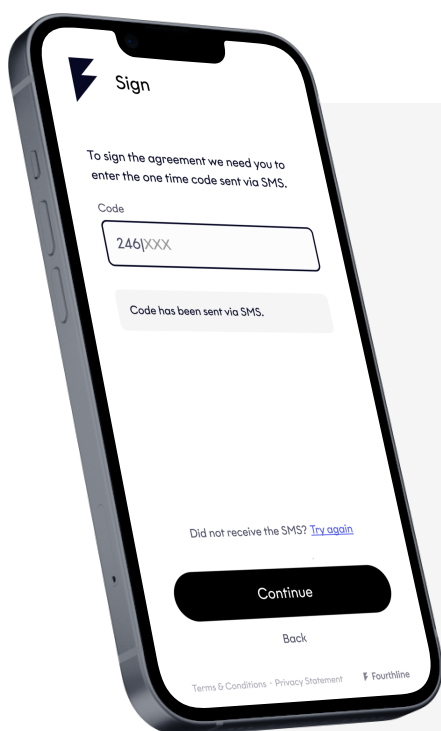 Sign
To sign the agreement we need you to
enter the one time code sent via SMS.
Code
246|XXX
Code has been sent via SMS.
Did not receive the SMS? Try again
Continue
Back
Terms & Conditions · Privacy Statement
Fourthline